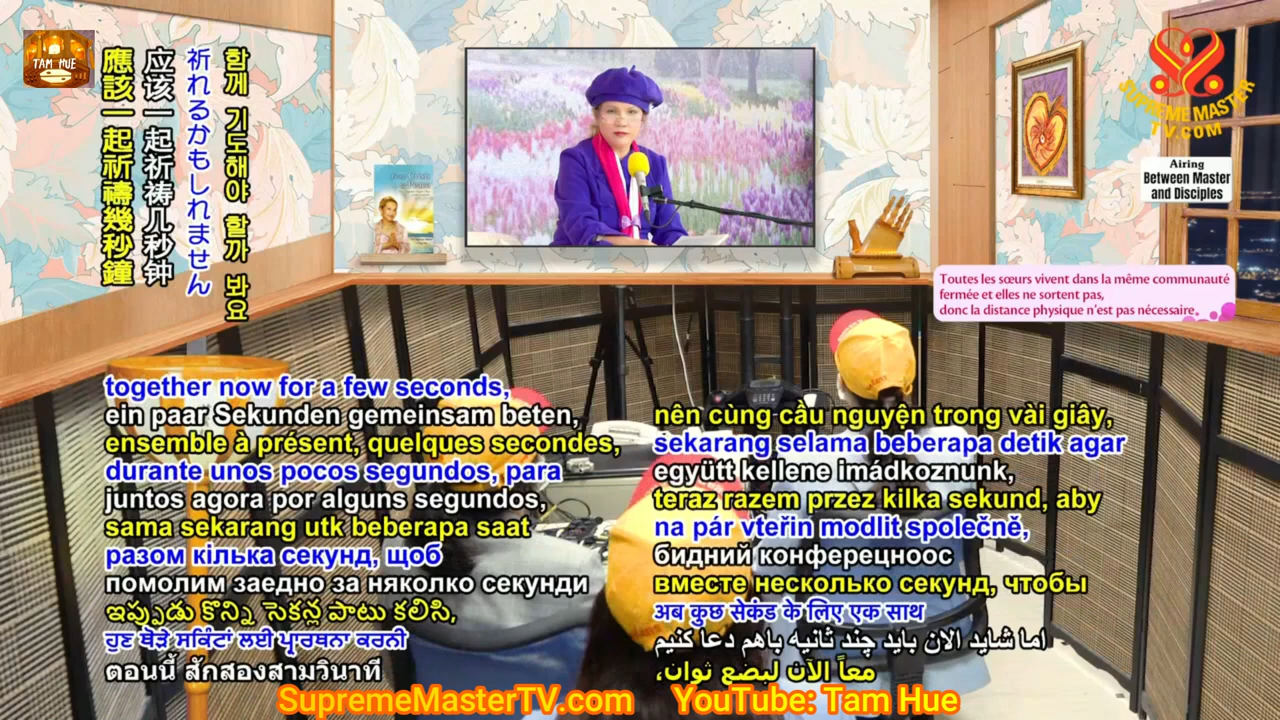 TAM HUE
應該一起祈禱幾秒鐘
应该一起祈祷几秒钟
祈れるかもしれません
함께 기도해야 할까 봐요
SUPREME MASTER
TV.COM
Airing
Between Master
and Disciples
Toutes les sœurs vivent dans la même communauté
fermée et elles ne sortent pas,
donc la distance physique n'est pas nécessaire.
together now for a few seconds,
ein paar Sekunden gemeinsam beten,
ensemble à présent, quelques secondes,
durante unos pocos segundos, para
juntos agora por alguns segundos,
sama sekarang utk beberapa saat
разом кілька секунд, щоб
помолим заедно за няколко секунди
ఇప్పుడు కొన్ని సెకన్ల పాటు కలిసి,
ਹੁਣ ਥੋੜ੍ਹੇ ਸਕਿੰਟਾਂ ਲਈ ਪ੍ਰਾਰਥਨਾ ਕਰਨੀ
ตอนนี้ สักสองสามวินาที
nên cùng cầu nguyện trong vài giây,
sekarang selama beberapa detik agar
együtt kellene imádkoznunk,
teraz razem przez kilka sekund, aby
na pár vteřin modlit společně,
бидний конферецноос
вместе несколько секунд, чтобы
अब कुछ सेकंड के लिए एक साथ
اما شاید الان باید چند ثانیه باهم دعا کنیم
معاً الآن لبضع ثوان،
SupremeMasterTV.com YouTube: Tam Hue